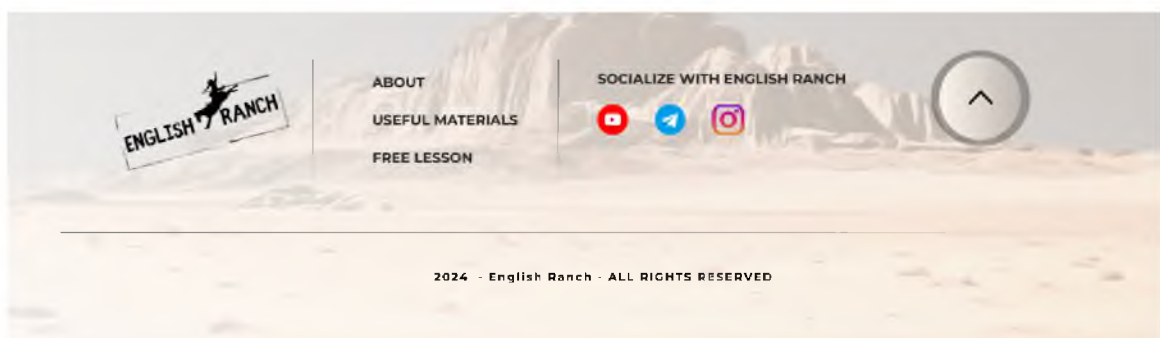 ENGLISH RANCH
ABOUT
USEFUL MATERIALS
FREE LESSON
SOCIALIZE WITH ENGLISH RANCH
2024 - English Ranch - ALL RIGHTS RESERVED